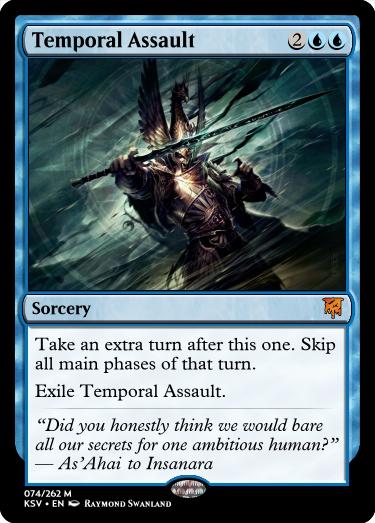 Temporal Assault 2
Sorcery
Take an extra turn after this one. Skip
all main phases of that turn.
Exile Temporal Assault.
“Did you honestly think we would bare
all our secrets for one ambitious human?”
— As’Ahai to Insanara
074/262 M
KSV • EN RAYMOND SWANLAND